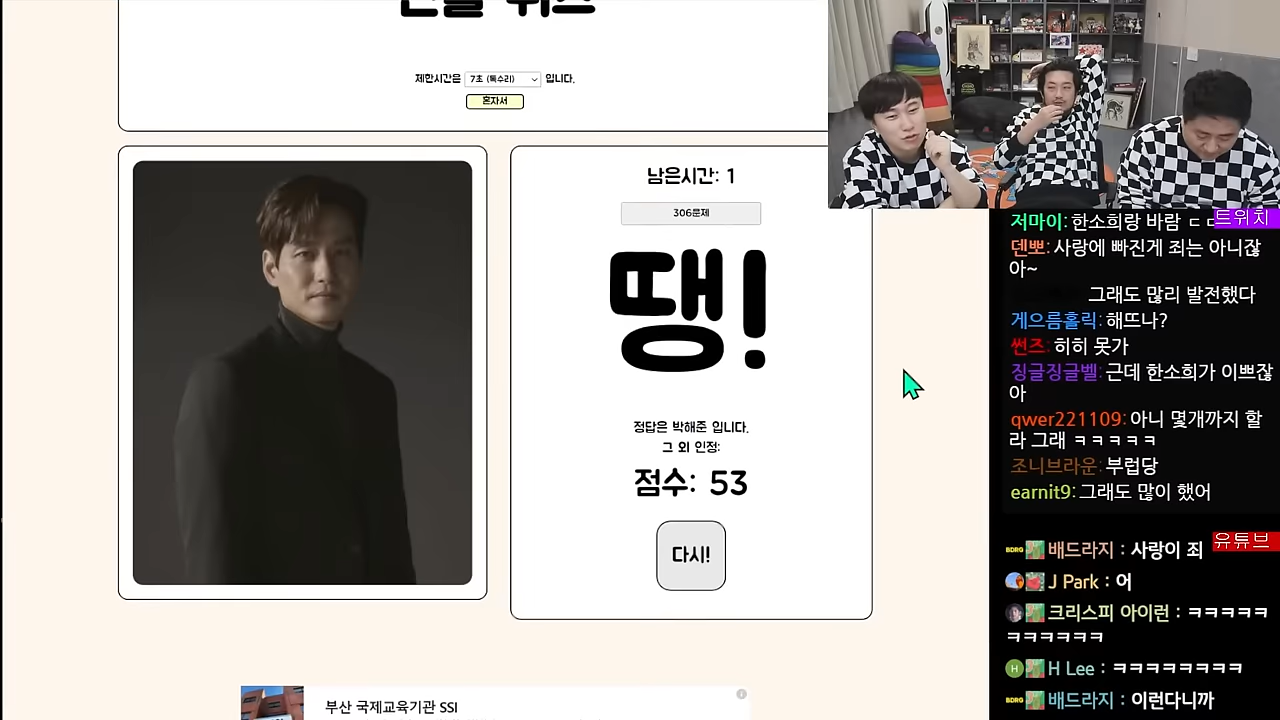 인물 퀴즈
제한시간은 7초 (독수리) 입니다.
혼자서
남은시간: 1
306문제
땡!
정답은 박해준 입니다.
그 외 인정:
점수: 53
다시!
부산 국제교육기관 SSI
저마이: 한소희랑 바람 ㄷ
트위치
덴뽀: 사랑에 빠진게 죄는 아니잖
아~
그래도 많리 발전했다
게으름홀릭: 해뜨나?
썬즈: 히히 못가
징글징글벨: 근데 한소희가 이쁘잖
아
qwer221109: 아니 몇개까지 할
라 그래 ㅋㅋㅋㅋㅋ
조니브라운: 부럽당
earnit9: 그래도 많이 했어
유튜브
BDRG 배드라지 : 사랑이 죄
J Park : 어
크리스피 아이런 : ㅋㅋㅋㅋㅋ
ㅋㅋㅋㅋㅋㅋ
H H Lee : ㅋㅋㅋㅋㅋㅋㅋㅋ
BDRG 배드라지 : 이런다니까